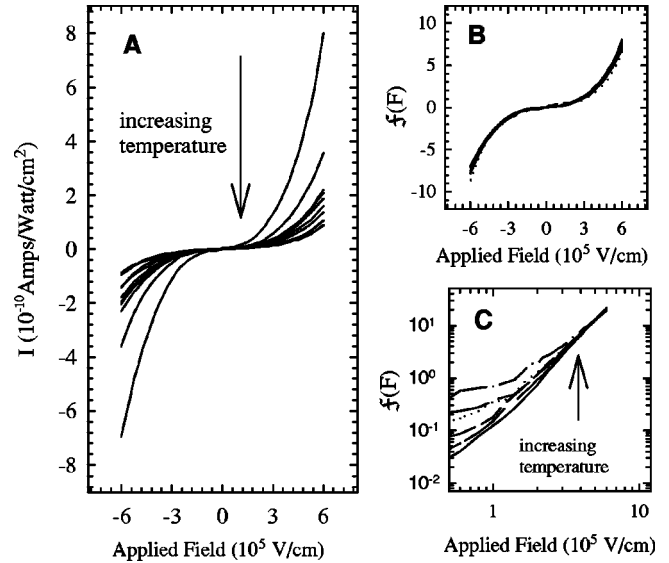 A
I (10⁻¹⁰ Amps/Watt/cm²)
8
6
4
2
0
-2
-4
-6
-8
increasing
temperature
-6 -3 0 3 6
Applied Field (10⁵ V/cm)
B
𝔣(F)
10
5
0
-5
-10
-6 -3 0 3 6
Applied Field (10⁵ V/cm)
C
𝔣(F)
10¹
10⁰
10⁻¹
10⁻²
increasing
temperature
1 10
Applied Field (10⁵ V/cm)